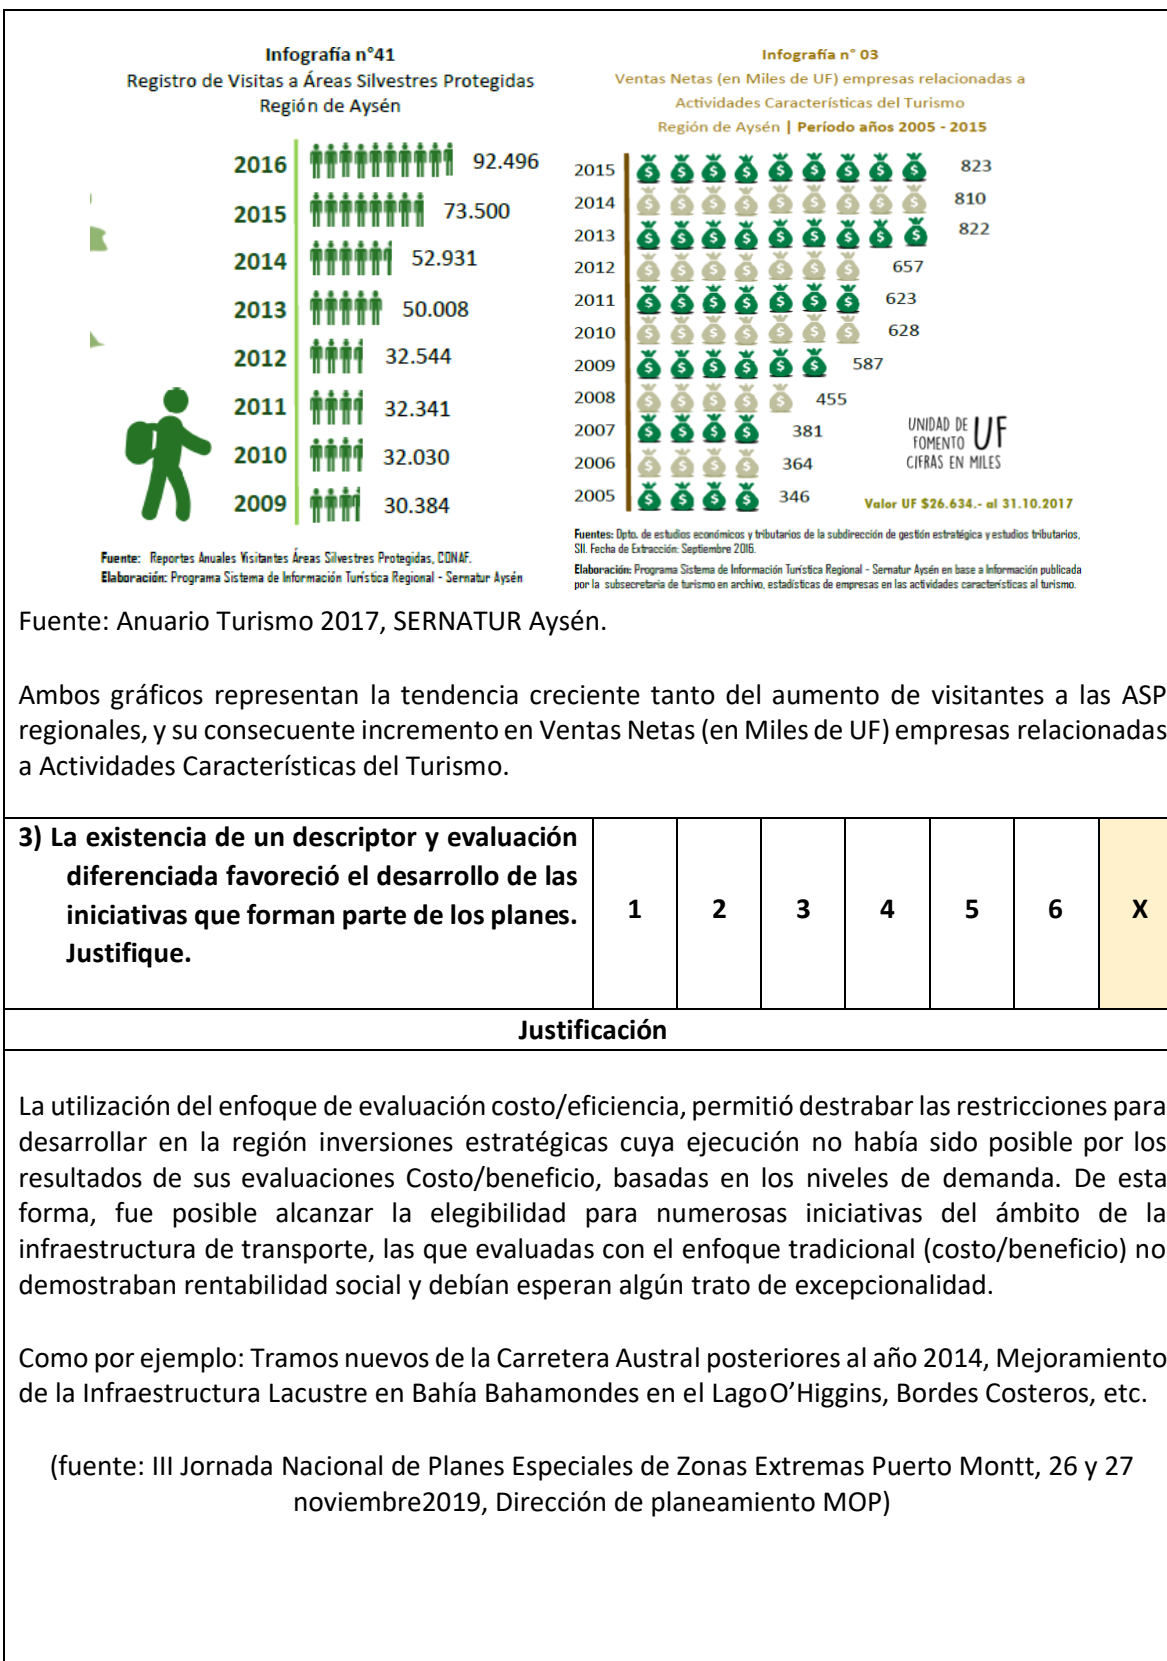 Infografía n°41
Registro de Visitas a Áreas Silvestres Protegidas
Región de Aysén
2016 92.496
2015 73.500
2014 52.931
2013 50.008
2012 32.544
2011 32.341
2010 32.030
2009 30.384
Fuente: Reportes Anuales Visitantes Áreas Silvestres Protegidas, CONAF.
Elaboración: Programa Sistema de Información Turística Regional - Sernatur Aysén
Infografía n° 03
Ventas Netas (en Miles de UF) empresas relacionadas a
Actividades Características del Turismo
Región de Aysén | Período años 2005 - 2015
2015 823
2014 810
2013 822
2012 657
2011 623
2010 628
2009 587
2008 455
2007 381
2006 364
2005 346
UNIDAD DE
FOMENTO UF
CIFRAS EN MILES
Valor UF $26.634.- al 31.10.2017
Fuentes: Dpto. de estudios económicos y tributarios de la subdirección de gestión estratégica y estudios tributarios,
SII. Fecha de Extracción: Septiembre 2016.
Elaboración: Programa Sistema de Información Turística Regional - Sernatur Aysén en base a Información publicada
por la subsecretaria de turismo en archivo, estadísticas de empresas en las actividades características al turismo.
Fuente: Anuario Turismo 2017, SERNATUR Aysén.
Ambos gráficos representan la tendencia creciente tanto del aumento de visitantes a las ASP
regionales, y su consecuente incremento en Ventas Netas (en Miles de UF) empresas relacionadas
a Actividades Características del Turismo.
3) La existencia de un descriptor y evaluación
diferenciada favoreció el desarrollo de las
iniciativas que forman parte de los planes.
Justifique.
1 2 3 4 5 6 X
Justificación
La utilización del enfoque de evaluación costo/eficiencia, permitió destrabar las restricciones para
desarrollar en la región inversiones estratégicas cuya ejecución no había sido posible por los
resultados de sus evaluaciones Costo/beneficio, basadas en los niveles de demanda. De esta
forma, fue posible alcanzar la elegibilidad para numerosas iniciativas del ámbito de la
infraestructura de transporte, las que evaluadas con el enfoque tradicional (costo/beneficio) no
demostraban rentabilidad social y debían esperan algún trato de excepcionalidad.
Como por ejemplo: Tramos nuevos de la Carretera Austral posteriores al año 2014, Mejoramiento
de la Infraestructura Lacustre en Bahía Bahamondes en el Lago O'Higgins, Bordes Costeros, etc.
(fuente: III Jornada Nacional de Planes Especiales de Zonas Extremas Puerto Montt, 26 y 27
noviembre2019, Dirección de planeamiento MOP)